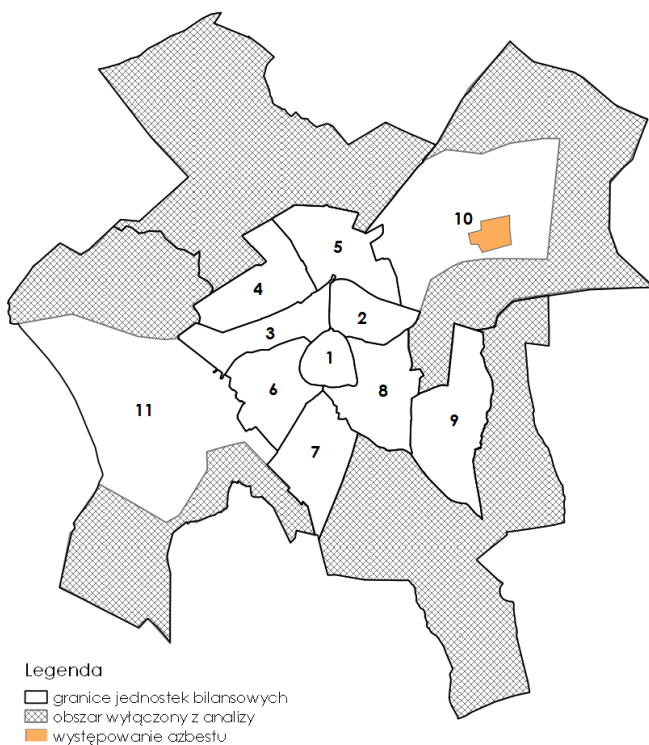 10
5
4
2
3
1
6
8
11
9
7
Legenda
granice jednostek bilansowych
obszar wyłączony z analizy
występowanie azbestu